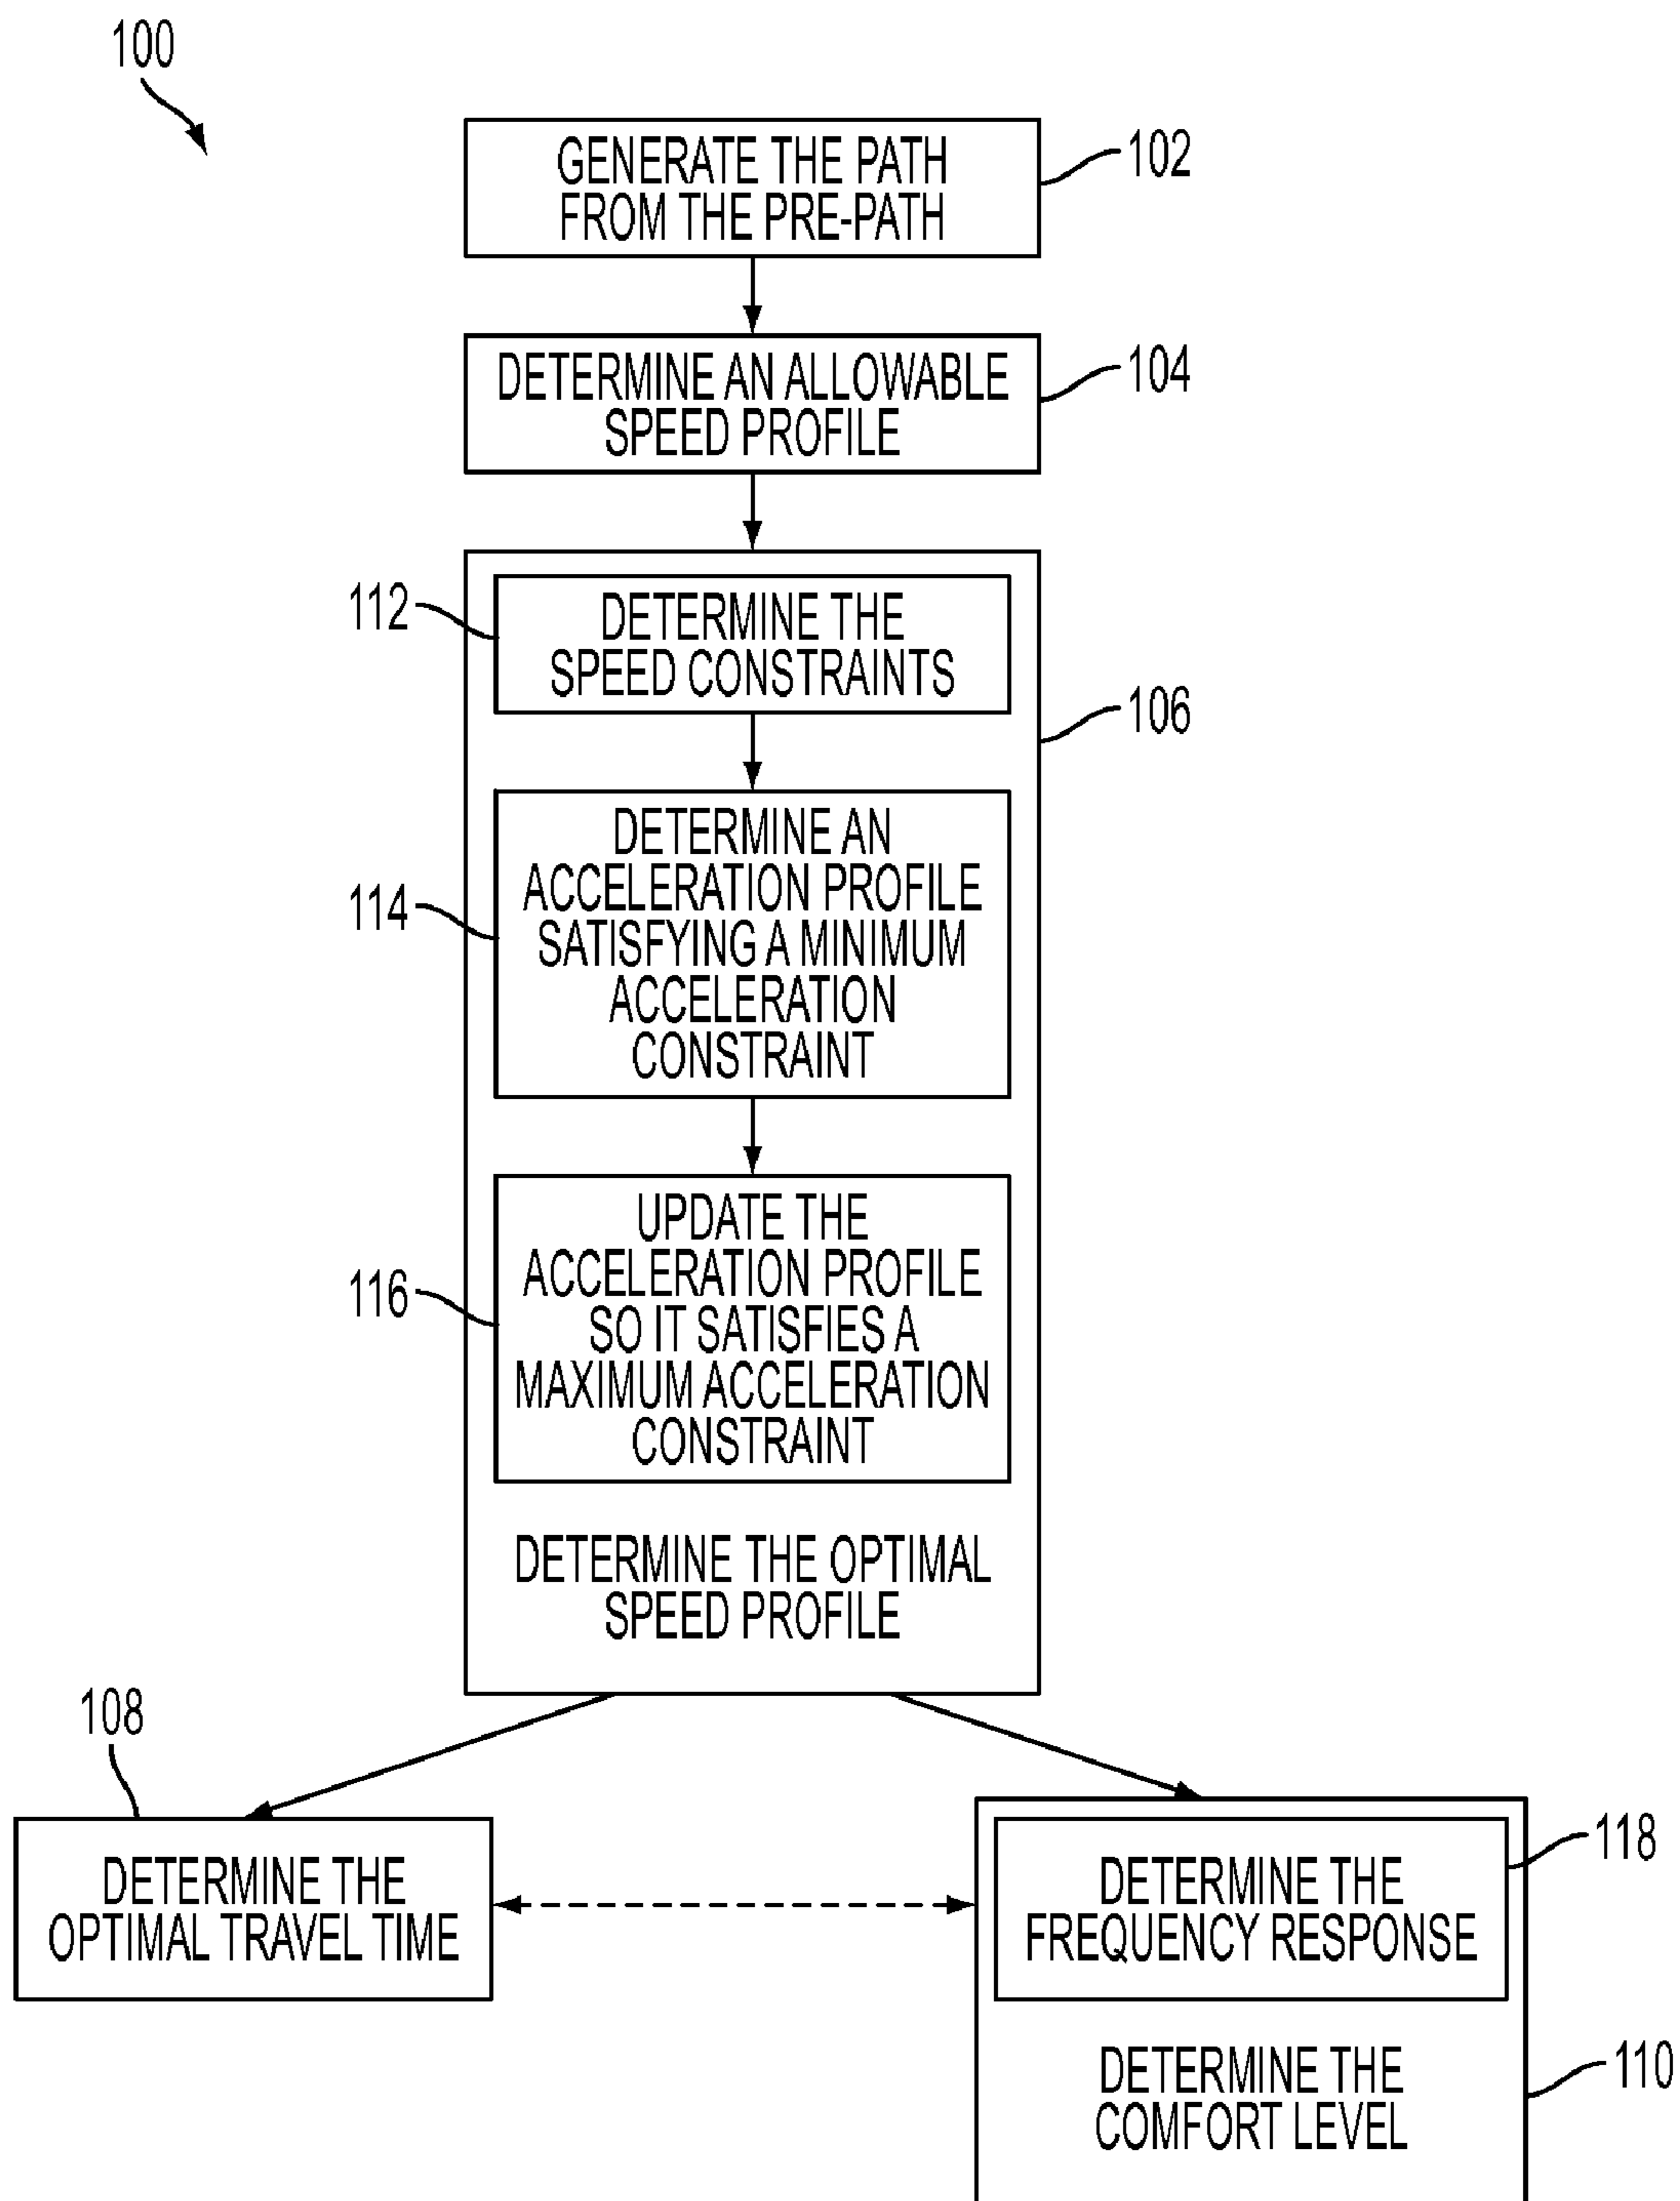 100
GENERATE THE PATH
FROM THE PRE-PATH
102
DETERMINE AN ALLOWABLE
SPEED PROFILE
104
112
DETERMINE THE
SPEED CONSTRAINTS
106
114
DETERMINE AN
ACCELERATION PROFILE
SATISFYING A MINIMUM
ACCELERATION
CONSTRAINT
116
UPDATE THE
ACCELERATION PROFILE
SO IT SATISFIES A
MAXIMUM ACCELERATION
CONSTRAINT
DETERMINE THE OPTIMAL
SPEED PROFILE
108
DETERMINE THE
OPTIMAL TRAVEL TIME
118
DETERMINE THE
FREQUENCY RESPONSE
110
DETERMINE THE
COMFORT LEVEL